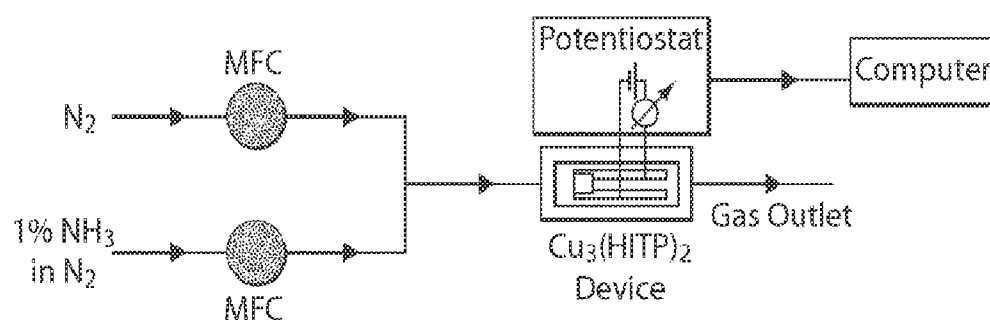 Potentiostat
MFC
Computer
N₂
1% NH₃
in N₂
Gas Outlet
Cu₃(HITP)₂
Device
MFC